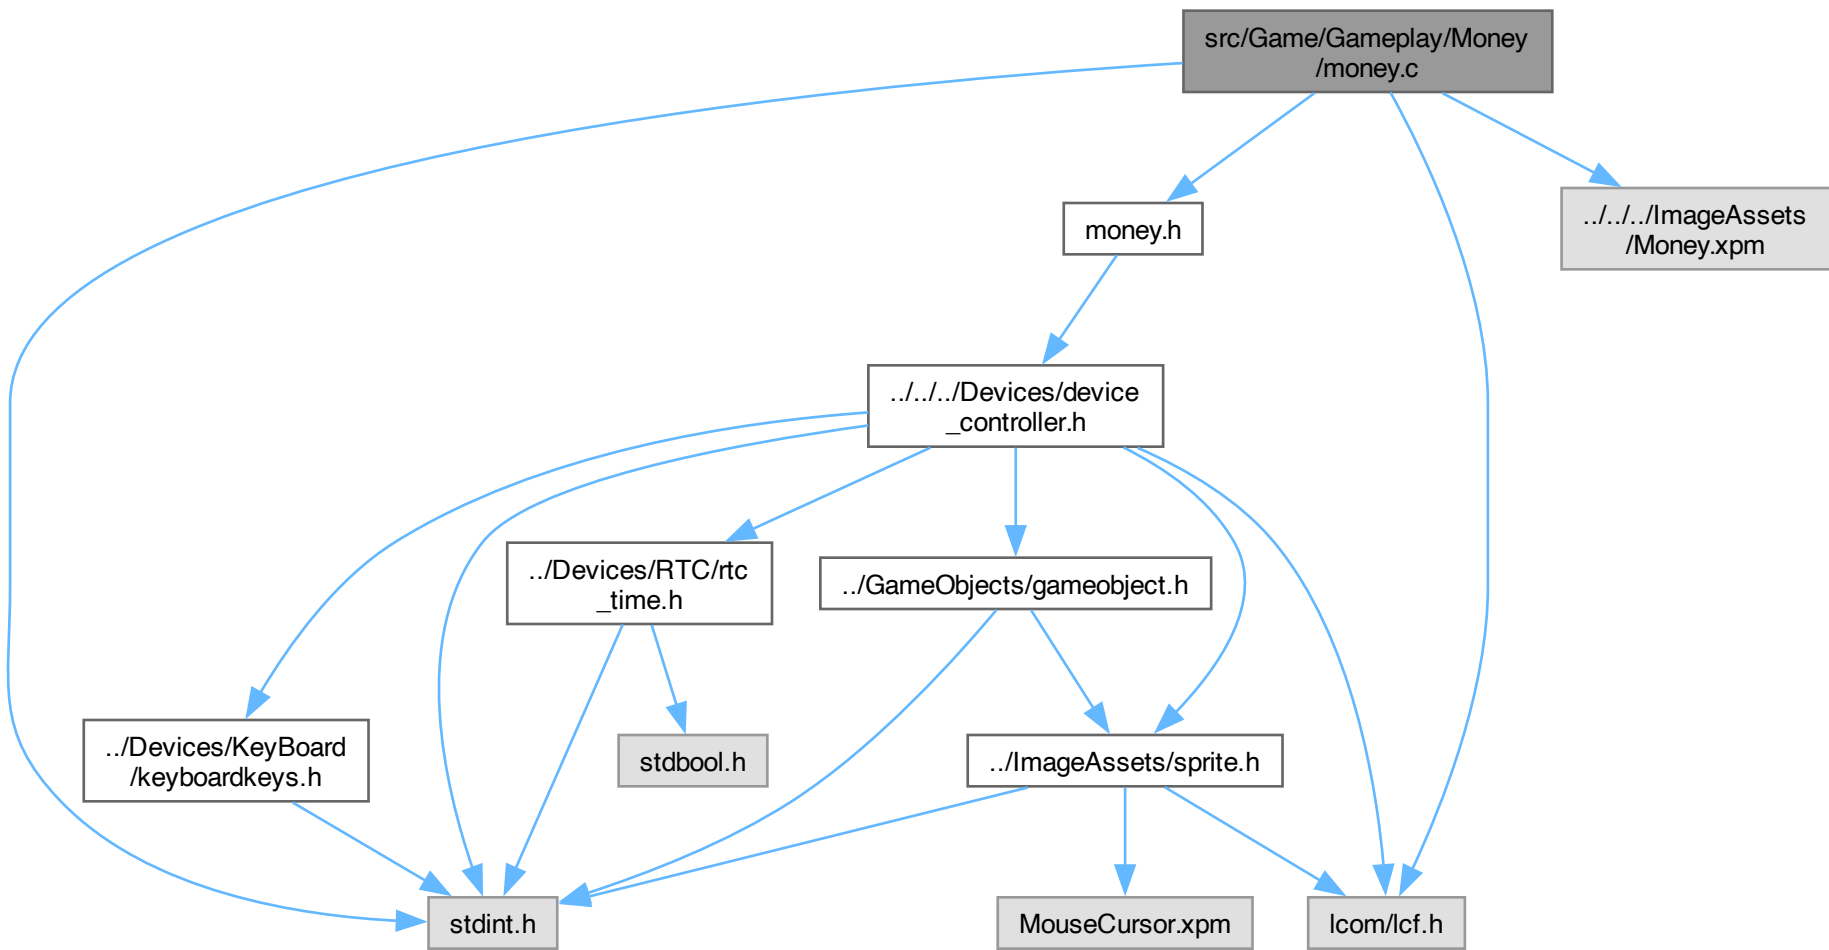 src/Game/Gameplay/Money
/money.c
../../../ImageAssets
/Money.xpm
money.h
../../../Devices/device
_controller.h
../Devices/RTC/rtc
_time.h
../GameObjects/gameobject.h
../Devices/KeyBoard
/keyboardkeys.h
stdbool.h
../ImageAssets/sprite.h
stdint.h
MouseCursor.xpm
lcom/lcf.h